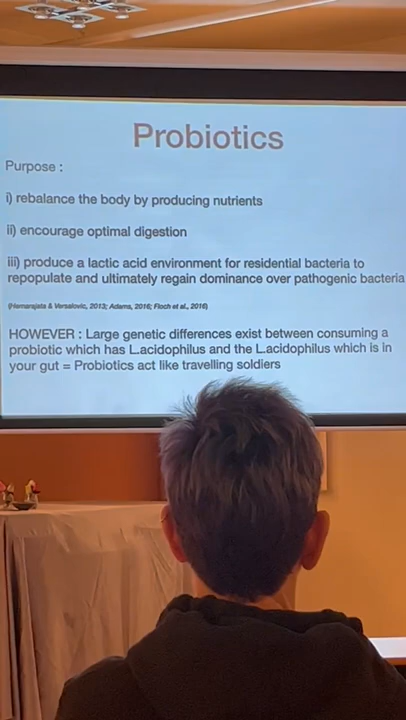 Probiotics
Purpose :
i) rebalance the body by producing nutrients
ii) encourage optimal digestion
iii) produce a lactic acid environment for residential bacteria to
repopulate and ultimately regain dominance over pathogenic bacteria
(Hemarajata & Versalovic, 2013; Adams, 2016; Floch et al., 2016)
HOWEVER : Large genetic differences exist between consuming a
probiotic which has L.acidophilus and the L.acidophilus which is in
your gut = Probiotics act like travelling soldiers